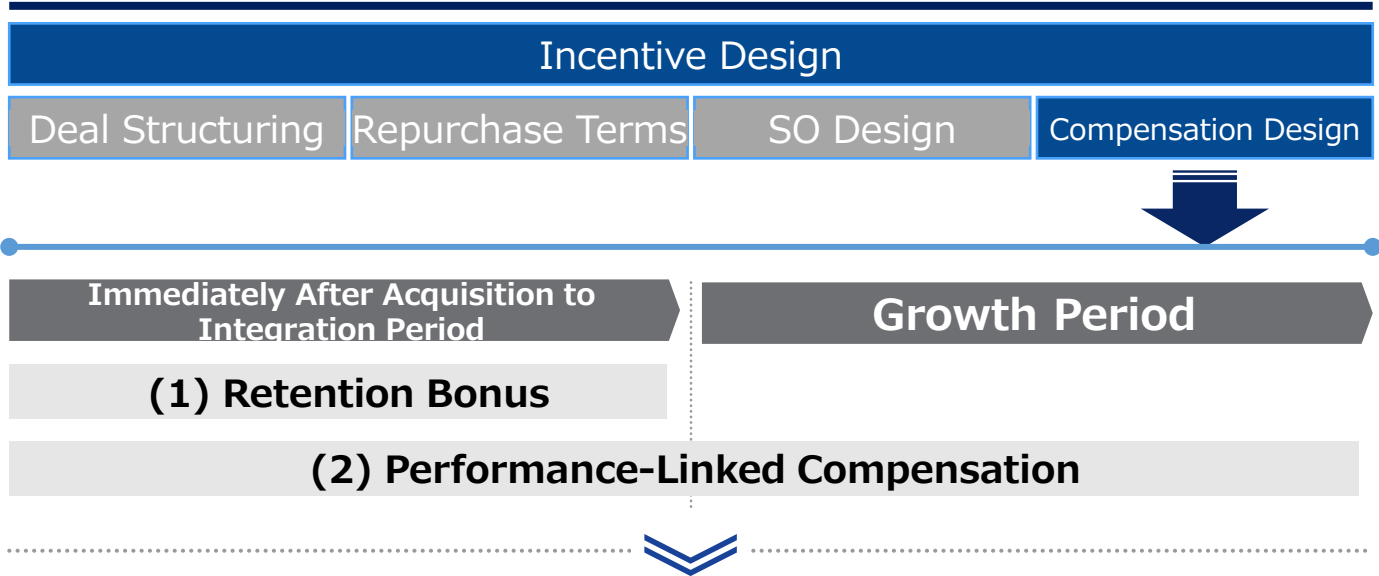 Incentive Design
Deal Structuring
Repurchase Terms
SO Design
Compensation Design
Immediately After Acquisition to
Integration Period
Growth Period
(1) Retention Bonus
(2) Performance-Linked Compensation